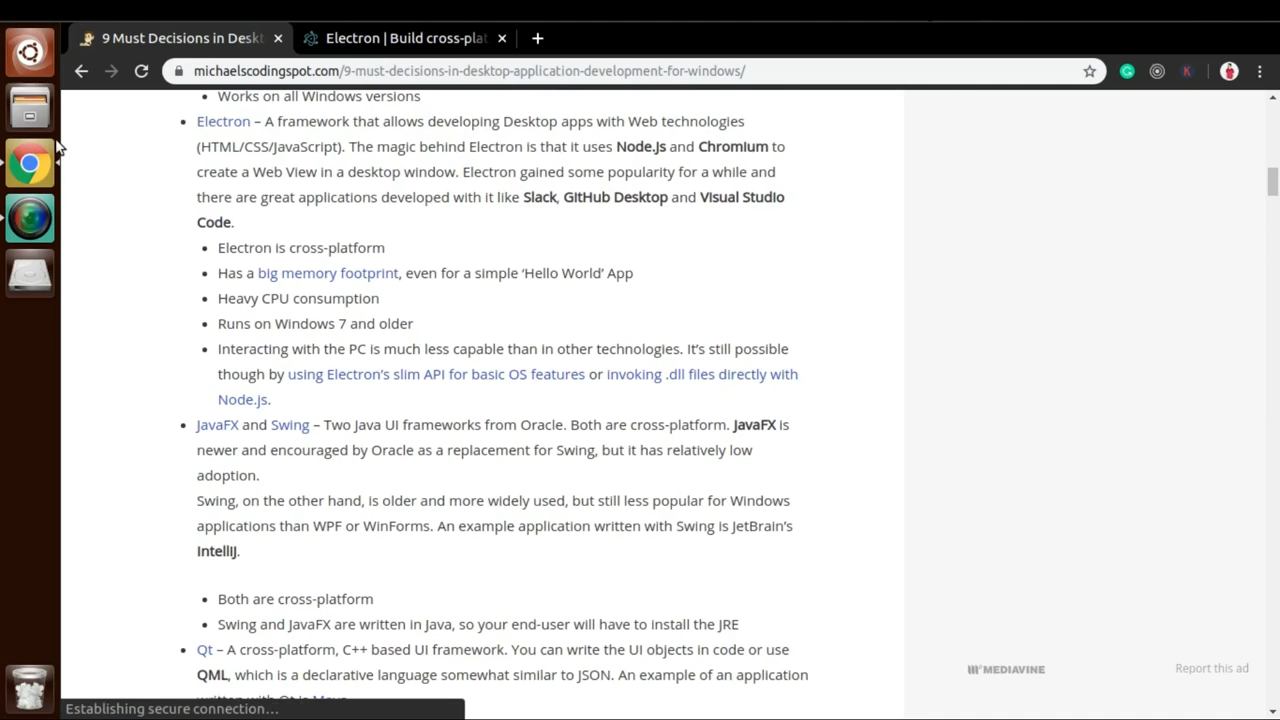 9 Must Decisions in Deskt
Electron | Build cross-plat
michaelscodingspot.com/9-must-decisions-in-desktop-application-development-for-windows/
Works on all Windows versions
Electron – A framework that allows developing Desktop apps with Web technologies
(HTML/CSS/JavaScript). The magic behind Electron is that it uses Node.Js and Chromium to
create a Web View in a desktop window. Electron gained some popularity for a while and
there are great applications developed with it like Slack, GitHub Desktop and Visual Studio
Code.
Electron is cross-platform
Has a big memory footprint, even for a simple ‘Hello World’ App
Heavy CPU consumption
Runs on Windows 7 and older
Interacting with the PC is much less capable than in other technologies. It’s still possible
though by using Electron’s slim API for basic OS features or invoking .dll files directly with
Node.js.
JavaFX and Swing – Two Java UI frameworks from Oracle. Both are cross-platform. JavaFX is
newer and encouraged by Oracle as a replacement for Swing, but it has relatively low
adoption.
Swing, on the other hand, is older and more widely used, but still less popular for Windows
applications than WPF or WinForms. An example application written with Swing is JetBrain’s
IntelliJ.
Both are cross-platform
Swing and JavaFX are written in Java, so your end-user will have to install the JRE
Qt – A cross-platform, C++ based UI framework. You can write the UI objects in code or use
QML, which is a declarative language somewhat similar to JSON. An example of an application
MEDIAVINE
Report this ad
Establishing secure connection...